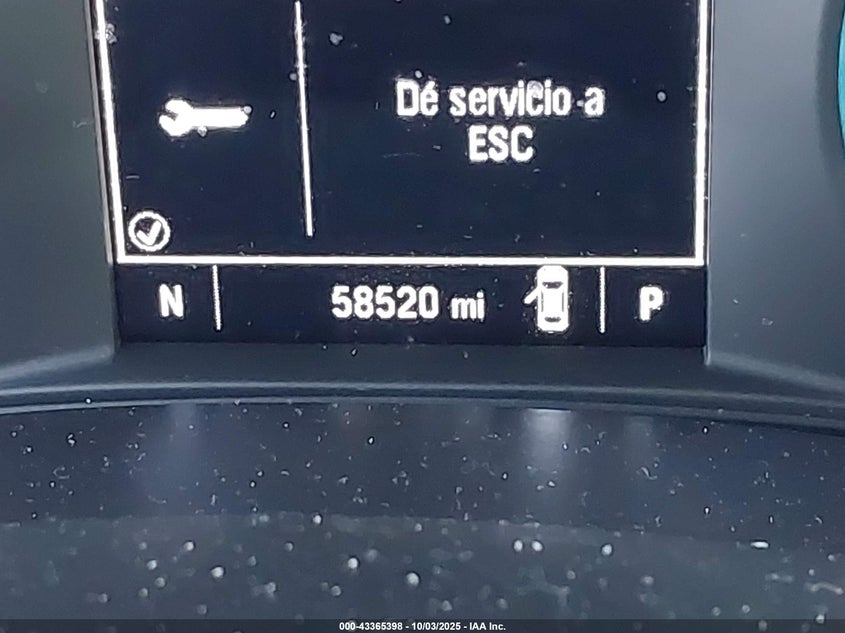 Dé servicio a
ESC
N 58520 mi P
000-43365398 - 10/03/2025 - IAA Inc.